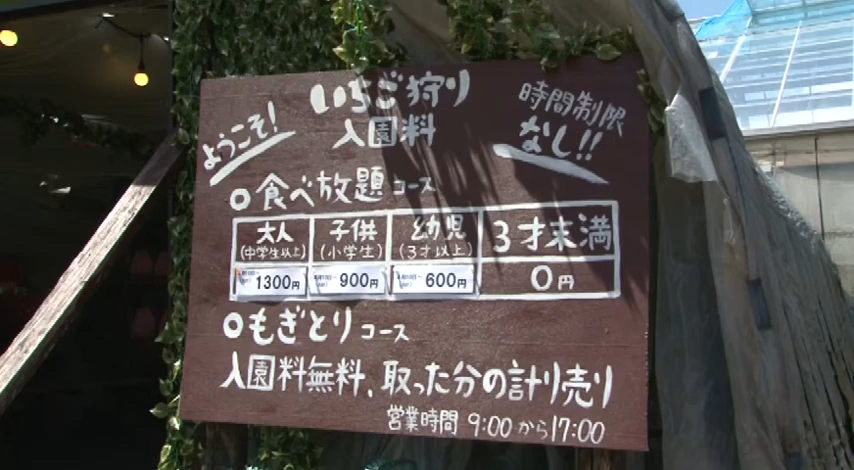 ようこそ!
いちご狩り
入園料
時間制限
なし!!
食べ放題コース
大人 子供 幼児 3才未満
(中学生以上) (小学生) (3才以上)
1300円 900円 600円 0円
もぎとりコース
入園料無料、取った分の計り売り
営業時間 9:00から17:00